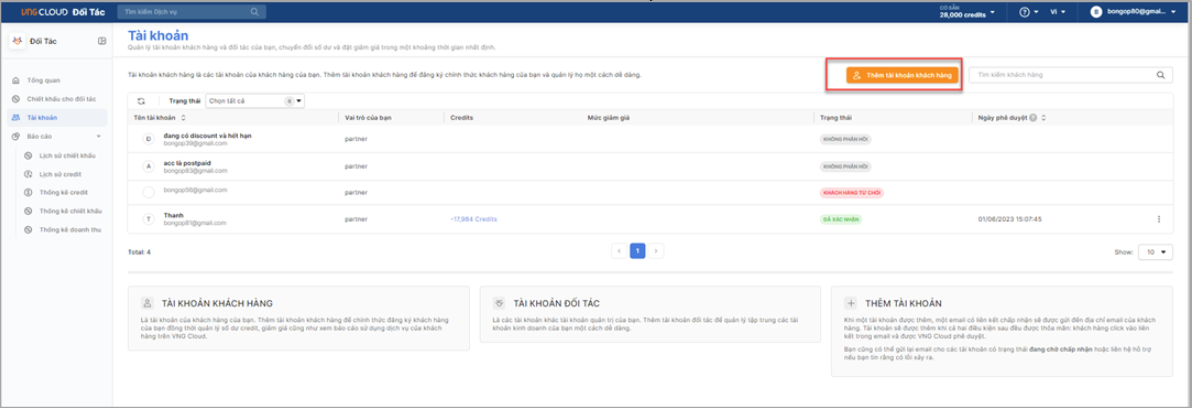 VNG CLOUD Đối Tác
Tìm kiếm Dịch vụ
CÓ SẴN
28,000 credits
VI
B
bongop80@gmai...
Đối Tác
Tài khoản
Quản lý tài khoản khách hàng và đối tác của bạn, chuyển đổi số dư và đặt giảm giá trong một khoảng thời gian nhất định.
Tổng quan
Chiết khấu cho đối tác
Tài khoản
Báo cáo
Lịch sử chiết khấu
Lịch sử credit
Thống kê credit
Thống kê chiết khấu
Thống kê doanh thu
Tài khoản khách hàng là các tài khoản của khách hàng của bạn. Thêm tài khoản khách hàng để đăng ký chính thức khách hàng của bạn và quản lý họ một cách dễ dàng.
Thêm tài khoản khách hàng
Tìm kiếm khách hàng
Trạng thái
Chọn tất cả
Tên tài khoản
Vai trò của bạn
Credits
Mức giảm giá
Trạng thái
Ngày phê duyệt
Đ
đang có discount và hết hạn
bongop39@gmail.com
partner
KHÔNG PHẢN HỒI
A
acc là postpaid
bongop83@gmail.com
partner
KHÔNG PHẢN HỒI
bongop98@gmail.com
partner
KHÁCH HÀNG TỪ CHỐI
T
Thanh
bongop81@gmail.com
partner
-17,984 Credits
ĐÃ XÁC NHẬN
01/06/2023 15:07:45
Total: 4
1
Show: 10
TÀI KHOẢN KHÁCH HÀNG
Là tài khoản của khách hàng của bạn. Thêm tài khoản khách hàng để chính thức đăng ký khách hàng
của bạn đồng thời quản lý số dư credit, giảm giá cũng như xem báo cáo sử dụng dịch vụ của khách
hàng trên VNG Cloud.
TÀI KHOẢN ĐỐI TÁC
Là các tài khoản khác tài khoản quản trị của bạn. Thêm tài khoản đối tác để quản lý tập trung các tài
khoản kinh doanh của bạn một cách dễ dàng.
THÊM TÀI KHOẢN
Khi một tài khoản được thêm, một email có liên kết chấp nhận sẽ được gửi đến địa chỉ email của khách
hàng. Tài khoản sẽ được thêm khi cả hai điều kiện sau được thỏa mãn: khách hàng click vào liên
kết trong email và được VNG Cloud phê duyệt.
Bạn cũng có thể gửi lại email cho các tài khoản có trạng thái đang chờ chấp nhận hoặc liên hệ hỗ trợ
nếu bạn tin rằng có lỗi xảy ra.